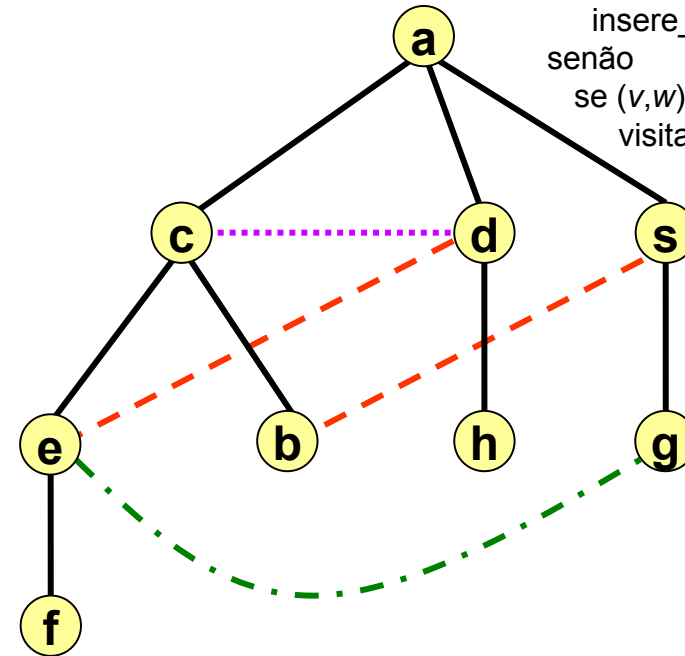 a
insere_
senão
se (v,w)
visita
c d s
e b h g
f